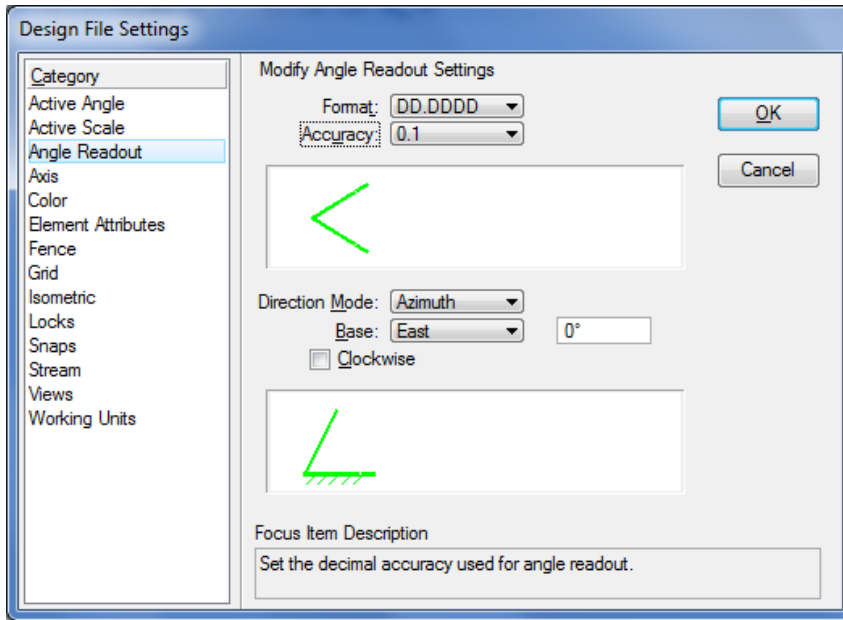 Design File Settings
Category
Active Angle
Active Scale
Angle Readout
Axis
Color
Element Attributes
Fence
Grid
Isometric
Locks
Snaps
Stream
Views
Working Units
Modify Angle Readout Settings
Format: DD.DDDD
Accuracy: 0.1
OK
Cancel
Direction Mode: Azimuth
Base: East 0°
Clockwise
Focus Item Description
Set the decimal accuracy used for angle readout.